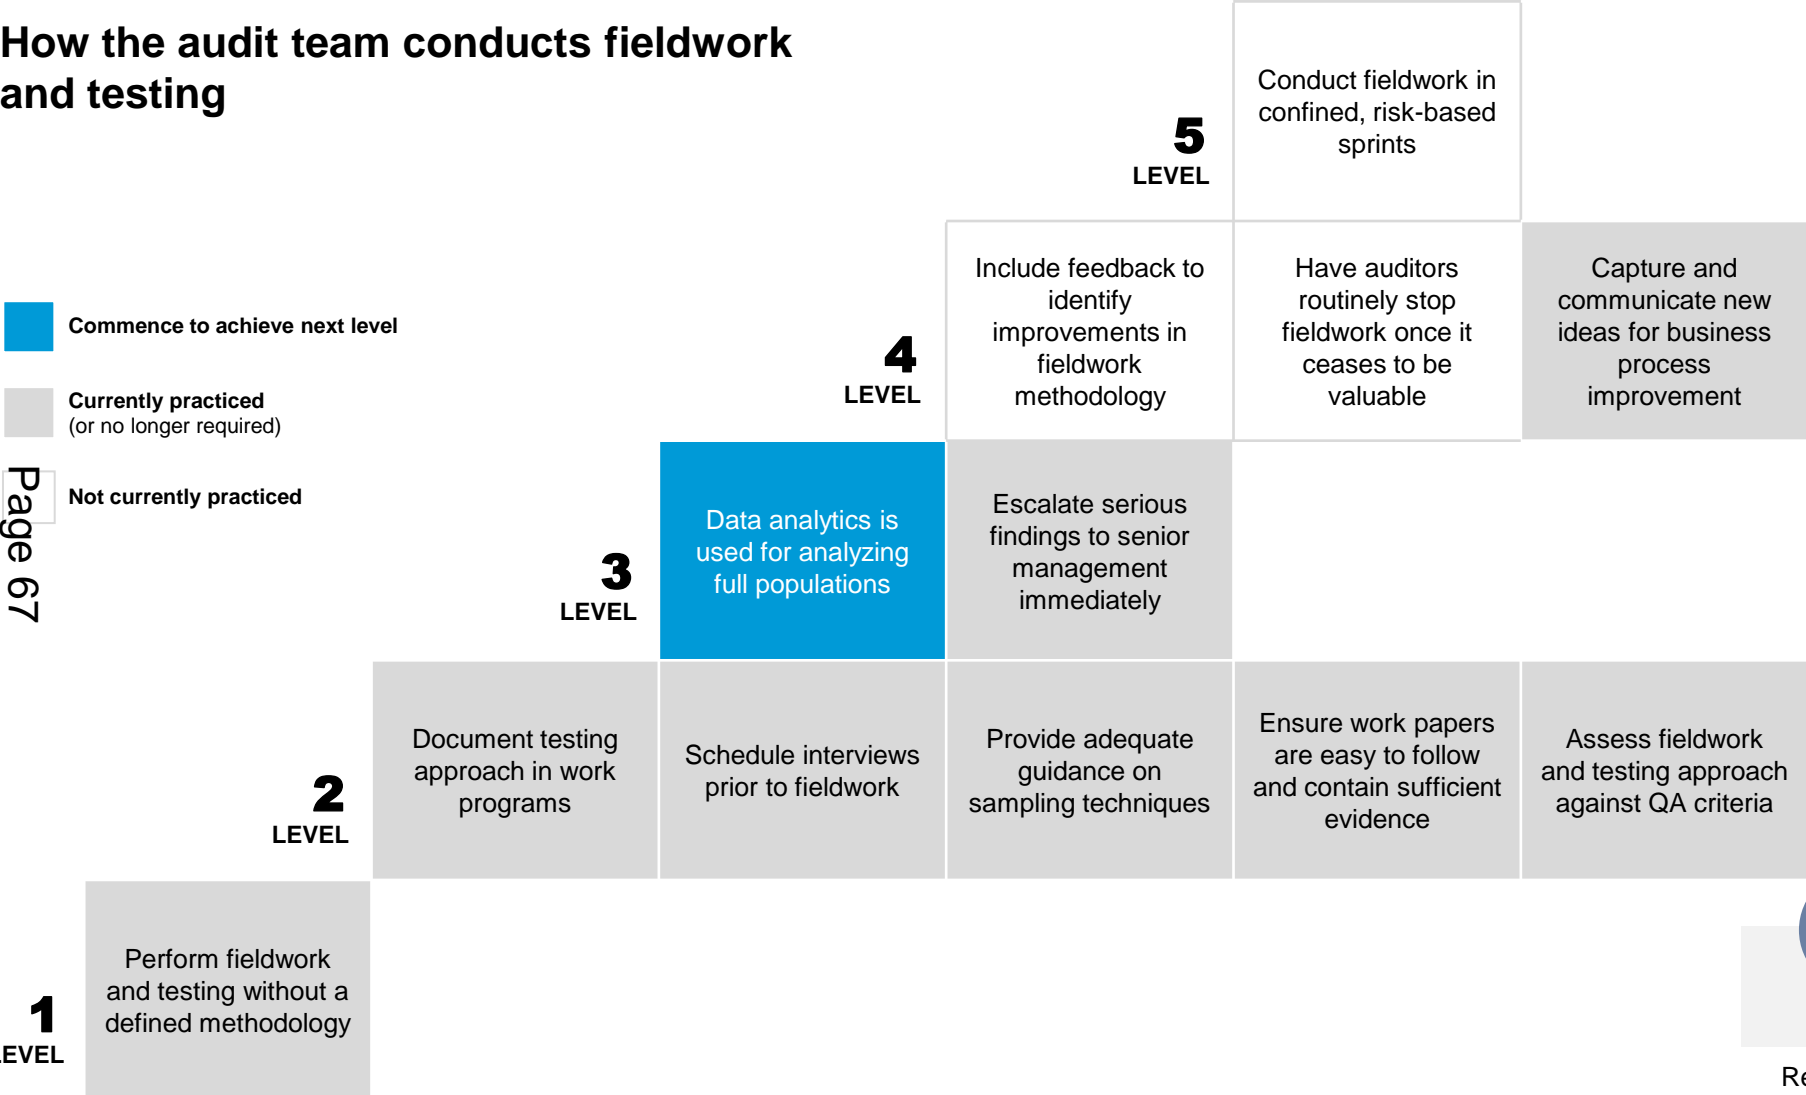 How the audit team conducts fieldwork
and testing
Conduct fieldwork in
confined, risk-based
sprints
5
LEVEL
Include feedback to
identify
improvements in
fieldwork
methodology
Have auditors
routinely stop
fieldwork once it
ceases to be
valuable
Capture and
communicate new
ideas for business
process
improvement
4
LEVEL
Commence to achieve next level
Currently practiced
(or no longer required)
Not currently practiced
Page 67
Data analytics is
used for analyzing
full populations
Escalate serious
findings to senior
management
immediately
3
LEVEL
Document testing
approach in work
programs
Schedule interviews
prior to fieldwork
Provide adequate
guidance on
sampling techniques
Ensure work papers
are easy to follow
and contain sufficient
evidence
Assess fieldwork
and testing approach
against QA criteria
2
LEVEL
Perform fieldwork
and testing without a
defined methodology
1
EVEL
Re